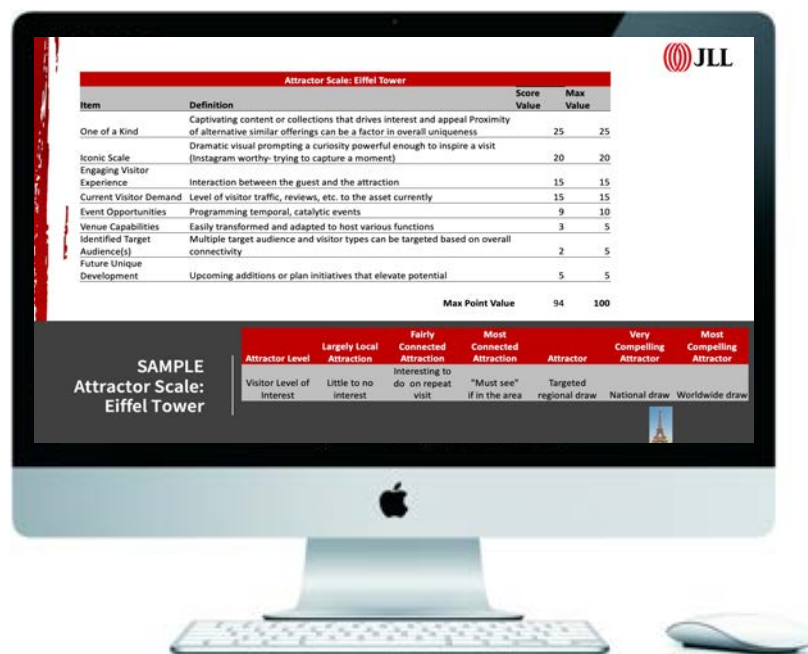 JLL
Attractor Scale: Eiffel Tower
Score Max
Item Definition Value Value
Captivating content or collections that drives interest and appeal Proximity
One of a Kind of alternative similar offerings can be a factor in overall uniqueness 25 25
Dramatic visual prompting a curiosity powerful enough to inspire a visit
Iconic Scale (Instagram worthy- trying to capture a moment) 20 20
Engaging Visitor
Experience Interaction between the guest and the attraction 15 15
Current Visitor Demand Level of visitor traffic, reviews, etc. to the asset currently 15 15
Event Opportunities Programming temporal, catalytic events 9 10
Venue Capabilities Easily transformed and adapted to host various functions 3 5
Identified Target Multiple target audience and visitor types can be targeted based on overall
Audience(s) connectivity 2 5
Future Unique
Development Upcoming additions or plan initiatives that elevate potential 5 5
Max Point Value 94 100
SAMPLE
Attractor Scale:
Eiffel Tower
Fairly Most Very Most
Largely Local Connected Connected Compelling Compelling
Attractor Level Attraction Attraction Attraction Attractor Attractor Attractor
Interesting to
Visitor Level of Little to no do on repeat "Must see" Targeted
Interest interest visit if in the area regional draw National draw Worldwide draw